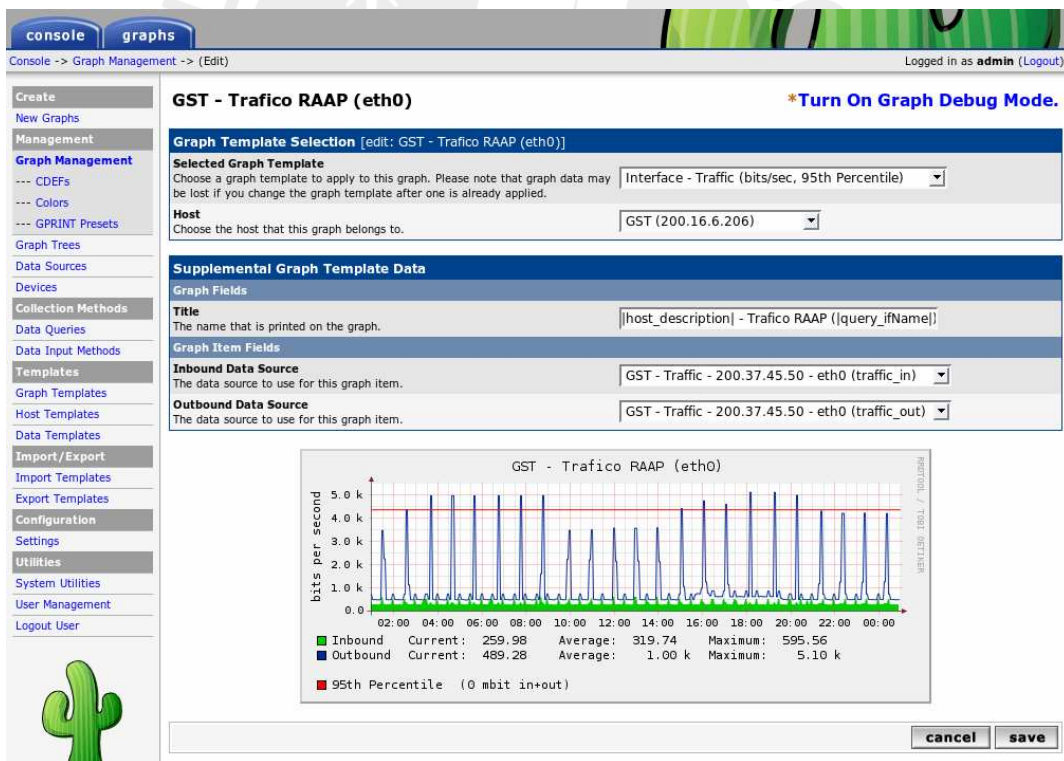 console graphs
Console -> Graph Management -> (Edit) Logged in as admin (Logout)
Create
New Graphs
Management
Graph Management
--- CDEFs
--- Colors
--- GPRINT Presets
Graph Trees
Data Sources
Devices
Collection Methods
Data Queries
Data Input Methods
Templates
Graph Templates
Host Templates
Data Templates
Import/Export
Import Templates
Export Templates
Configuration
Settings
Utilities
System Utilities
User Management
Logout User
GST - Trafico RAAP (eth0) *Turn On Graph Debug Mode.
Graph Template Selection [edit: GST - Trafico RAAP (eth0)]
Selected Graph Template
Choose a graph template to apply to this graph. Please note that graph data may
be lost if you change the graph template after one is already applied.
Interface - Traffic (bits/sec, 95th Percentile)
Host
Choose the host that this graph belongs to.
GST (200.16.6.206)
Supplemental Graph Template Data
Graph Fields
Title
The name that is printed on the graph.
|host_description| - Trafico RAAP (|query_ifName|)
Graph Item Fields
Inbound Data Source
The data source to use for this graph item.
GST - Traffic - 200.37.45.50 - eth0 (traffic_in)
Outbound Data Source
The data source to use for this graph item.
GST - Traffic - 200.37.45.50 - eth0 (traffic_out)
GST - Trafico RAAP (eth0)
RRDTOOL / TOBI OETIKER
bits per second
5.0 k
4.0 k
3.0 k
2.0 k
1.0 k
0.0
02:00 04:00 06:00 08:00 10:00 12:00 14:00 16:00 18:00 20:00 22:00 00:00
Inbound Current: 259.98 Average: 319.74 Maximum: 595.56
Outbound Current: 489.28 Average: 1.00 k Maximum: 5.10 k
95th Percentile (0 mbit in+out)
cancel save